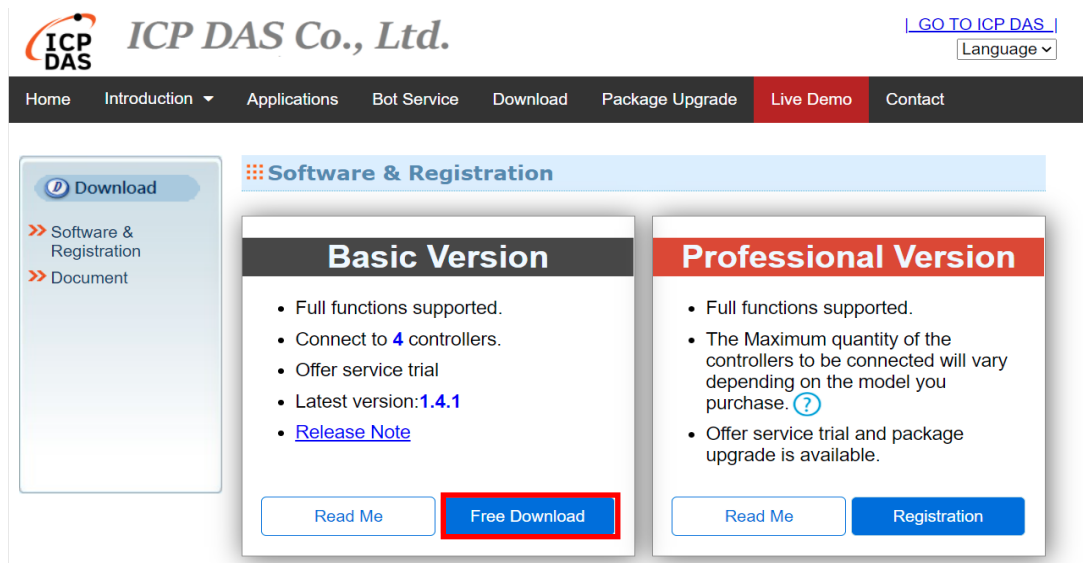 ICP
DAS
ICP DAS Co., Ltd.
| GO TO ICP DAS |
Language
Home Introduction Applications Bot Service Download Package Upgrade Live Demo Contact
Download
Software &
Registration
Document
Software & Registration
Basic Version
Full functions supported.
Connect to 4 controllers.
Offer service trial
Latest version:1.4.1
Release Note
Read Me Free Download
Professional Version
Full functions supported.
The Maximum quantity of the
controllers to be connected will vary
depending on the model you
purchase. ?
Offer service trial and package
upgrade is available.
Read Me Registration